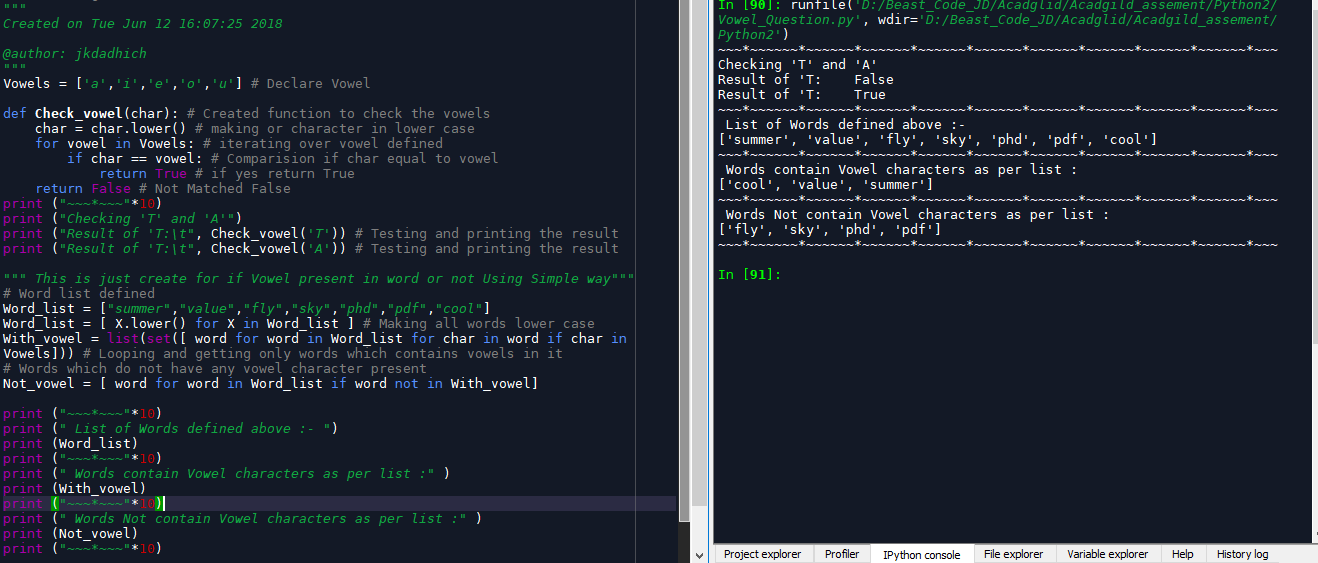 """
Created on Tue Jun 12 16:07:25 2018
@author: jkdadhich
"""
Vowels = ['a','i','e','o','u'] # Declare Vowel
def Check_vowel(char): # Created function to check the vowels
    char = char.lower() # making or character in lower case
    for vowel in Vowels: # iterating over vowel defined
        if char == vowel: # Comparision if char equal to vowel
            return True # if yes return True
    return False # Not Matched False
print ("~~~*~~~"*10)
print ("Checking 'T' and 'A'")
print ("Result of 'T:\t", Check_vowel('T')) # Testing and printing the result
print ("Result of 'T:\t", Check_vowel('A')) # Testing and printing the result
""" This is just create for if Vowel present in word or not Using Simple way"""
# Word list defined
Word_list = ["summer","value","fly","sky","phd","pdf","cool"]
Word_list = [ X.lower() for X in Word_list ] # Making all words lower case
With_vowel = list(set([ word for word in Word_list for char in word if char in
Vowels])) # Looping and getting only words which contains vowels in it
# Words which do not have any vowel character present
Not_vowel = [ word for word in Word_list if word not in With_vowel]
print ("~~~*~~~"*10)
print (" List of Words defined above :- ")
print (Word_list)
print ("~~~*~~~"*10)
print (" Words contain Vowel characters as per list :" )
print (With_vowel)
print ("~~~*~~~"*10)
print (" Words Not contain Vowel characters as per list :" )
print (Not_vowel)
print ("~~~*~~~"*10)
In [90]: runfile('D:/Beast_Code_JD/Acadglid/Acadgild_assement/Python2/
Vowel_Question.py', wdir='D:/Beast_Code_JD/Acadglid/Acadgild_assement/
Python2')
~~~*~~~~~~*~~~~~~*~~~~~~*~~~~~~*~~~~~~*~~~~~~*~~~~~~*~~~~~~*~~~~~~*~~~
Checking 'T' and 'A'
Result of 'T:    False
Result of 'T:    True
~~~*~~~~~~*~~~~~~*~~~~~~*~~~~~~*~~~~~~*~~~~~~*~~~~~~*~~~~~~*~~~~~~*~~~
 List of Words defined above :-
['summer', 'value', 'fly', 'sky', 'phd', 'pdf', 'cool']
~~~*~~~~~~*~~~~~~*~~~~~~*~~~~~~*~~~~~~*~~~~~~*~~~~~~*~~~~~~*~~~~~~*~~~
 Words contain Vowel characters as per list :
['cool', 'value', 'summer']
~~~*~~~~~~*~~~~~~*~~~~~~*~~~~~~*~~~~~~*~~~~~~*~~~~~~*~~~~~~*~~~~~~*~~~
 Words Not contain Vowel characters as per list :
['fly', 'sky', 'phd', 'pdf']
~~~*~~~~~~*~~~~~~*~~~~~~*~~~~~~*~~~~~~*~~~~~~*~~~~~~*~~~~~~*~~~~~~*~~~
In [91]:
Project explorer Profiler IPython console File explorer Variable explorer Help History log